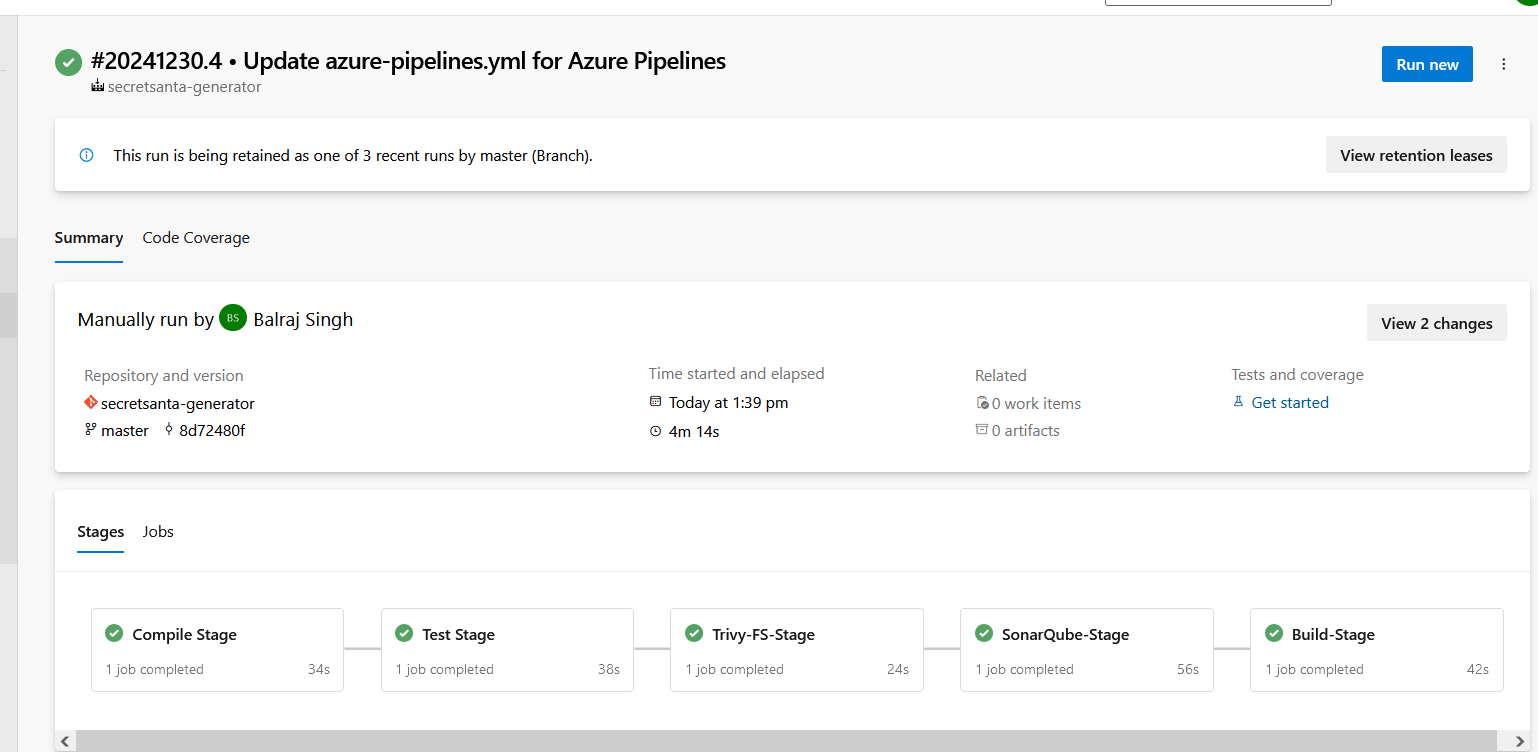 #20241230.4 • Update azure-pipelines.yml for Azure Pipelines
Run new
secretsanta-generator
This run is being retained as one of 3 recent runs by master (Branch).
View retention leases
Summary
Code Coverage
Manually run by BS Balraj Singh
View 2 changes
Repository and version
secretsanta-generator
master 8d72480f
Time started and elapsed
Today at 1:39 pm
4m 14s
Related
0 work items
0 artifacts
Tests and coverage
Get started
Stages
Jobs
Compile Stage
1 job completed 34s
Test Stage
1 job completed 38s
Trivy-FS-Stage
1 job completed 24s
SonarQube-Stage
1 job completed 56s
Build-Stage
1 job completed 42s